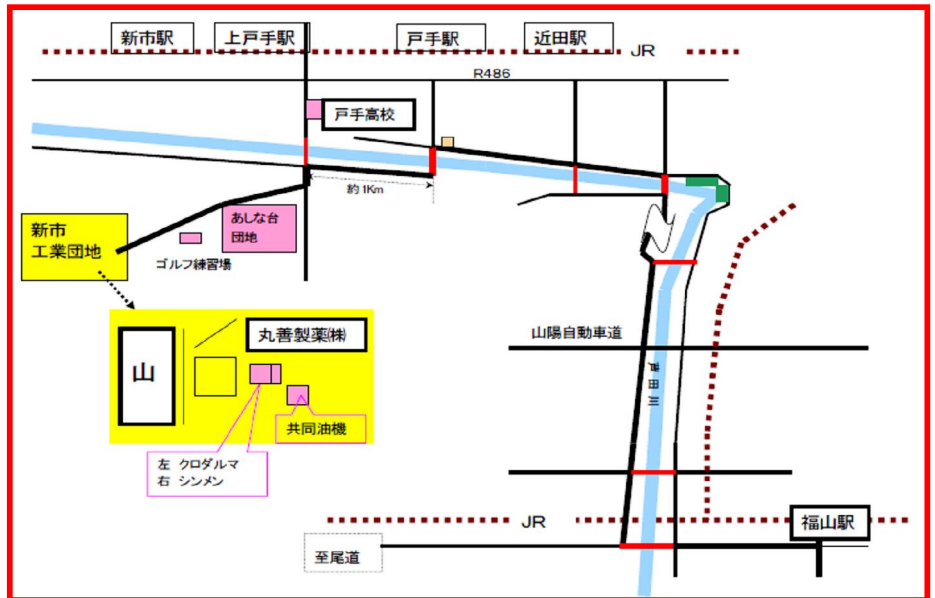 新市駅
上戸手駅
戸手駅
近田駅
JR
R486
戸手高校
約1Km
あしな台
団地
新市
工業団地
ゴルフ練習場
山陽自動車道
芦田川
山
丸善製薬㈱
共同油機
左 クロダルマ
右 シンメン
JR
福山駅
至尾道